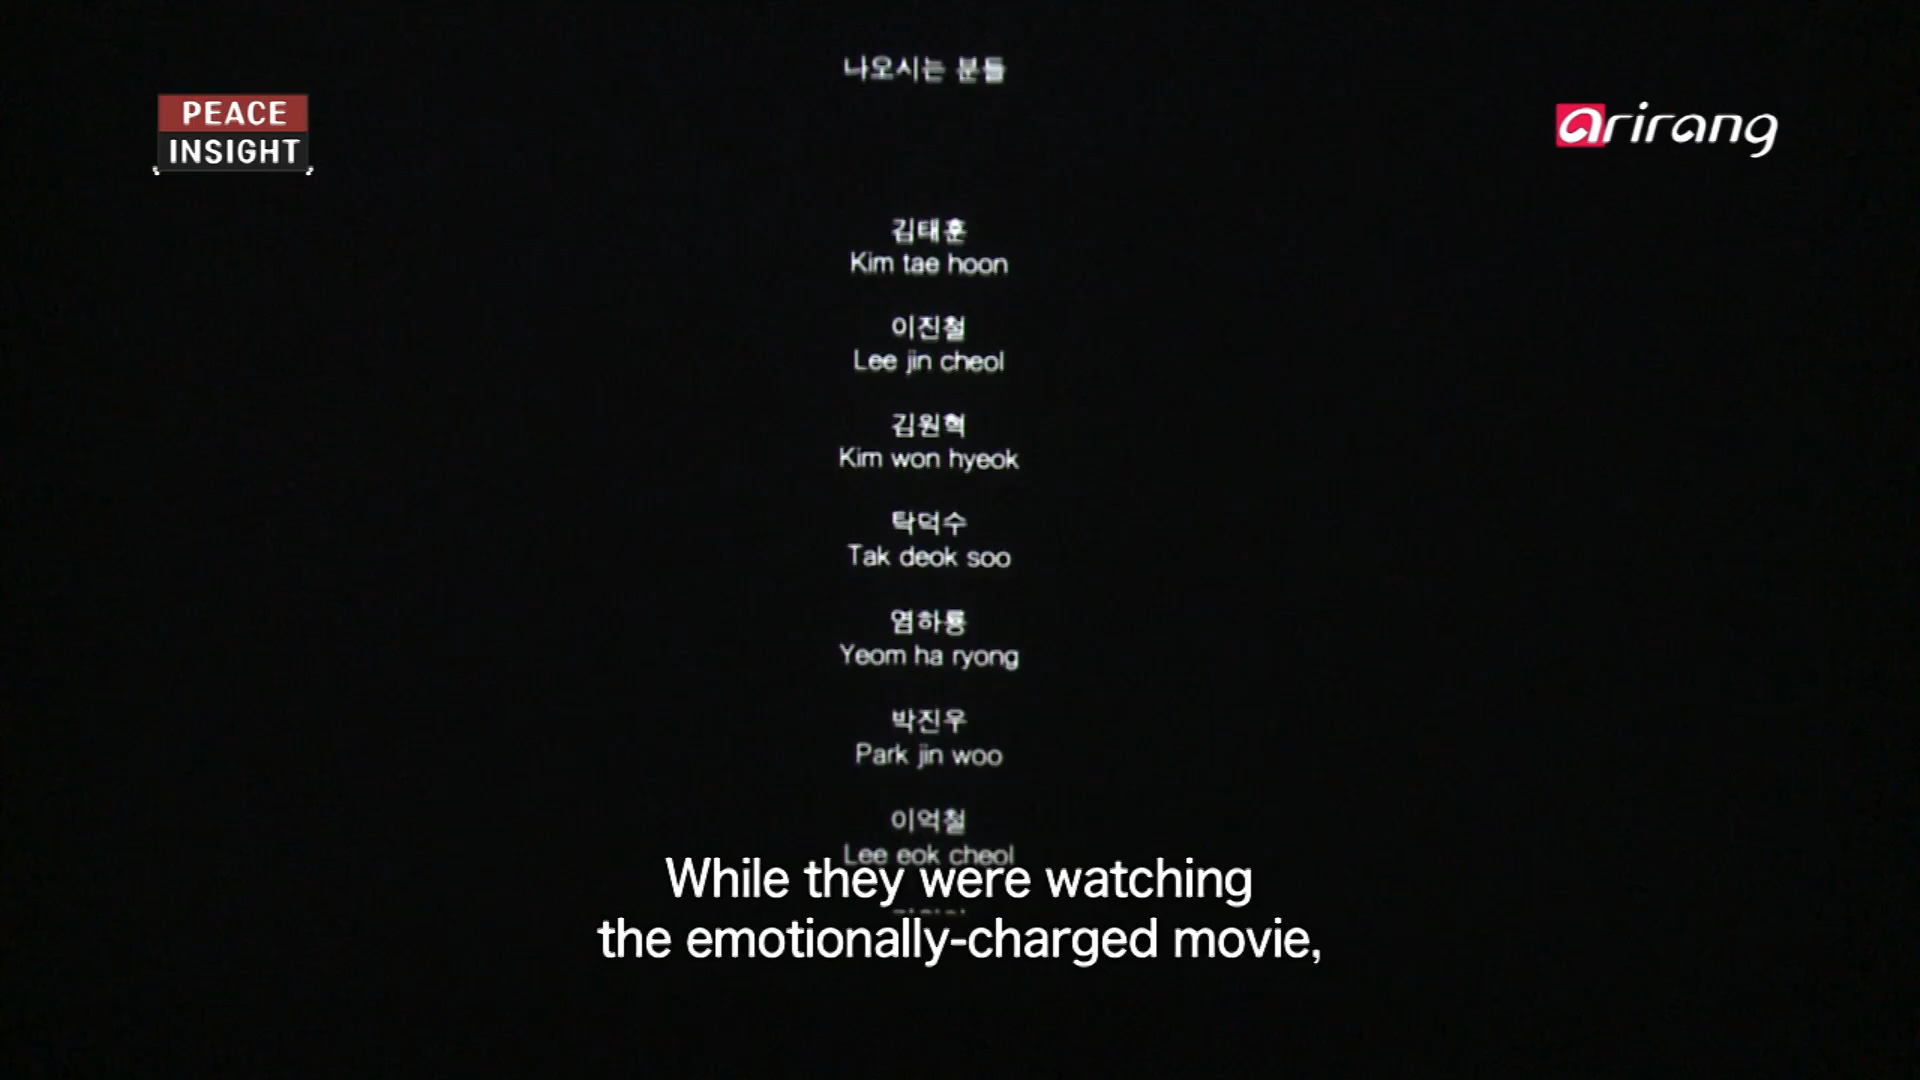 나오시는 분들
PEACE
INSIGHT
arirang
김태훈
Kim tae hoon
이진철
Lee jin cheol
김원혁
Kim won hyeok
탁덕수
Tak deok soo
염하룡
Yeom ha ryong
박진우
Park jin woo
이억철
Lee eok cheol
While they were watching
the emotionally-charged movie,